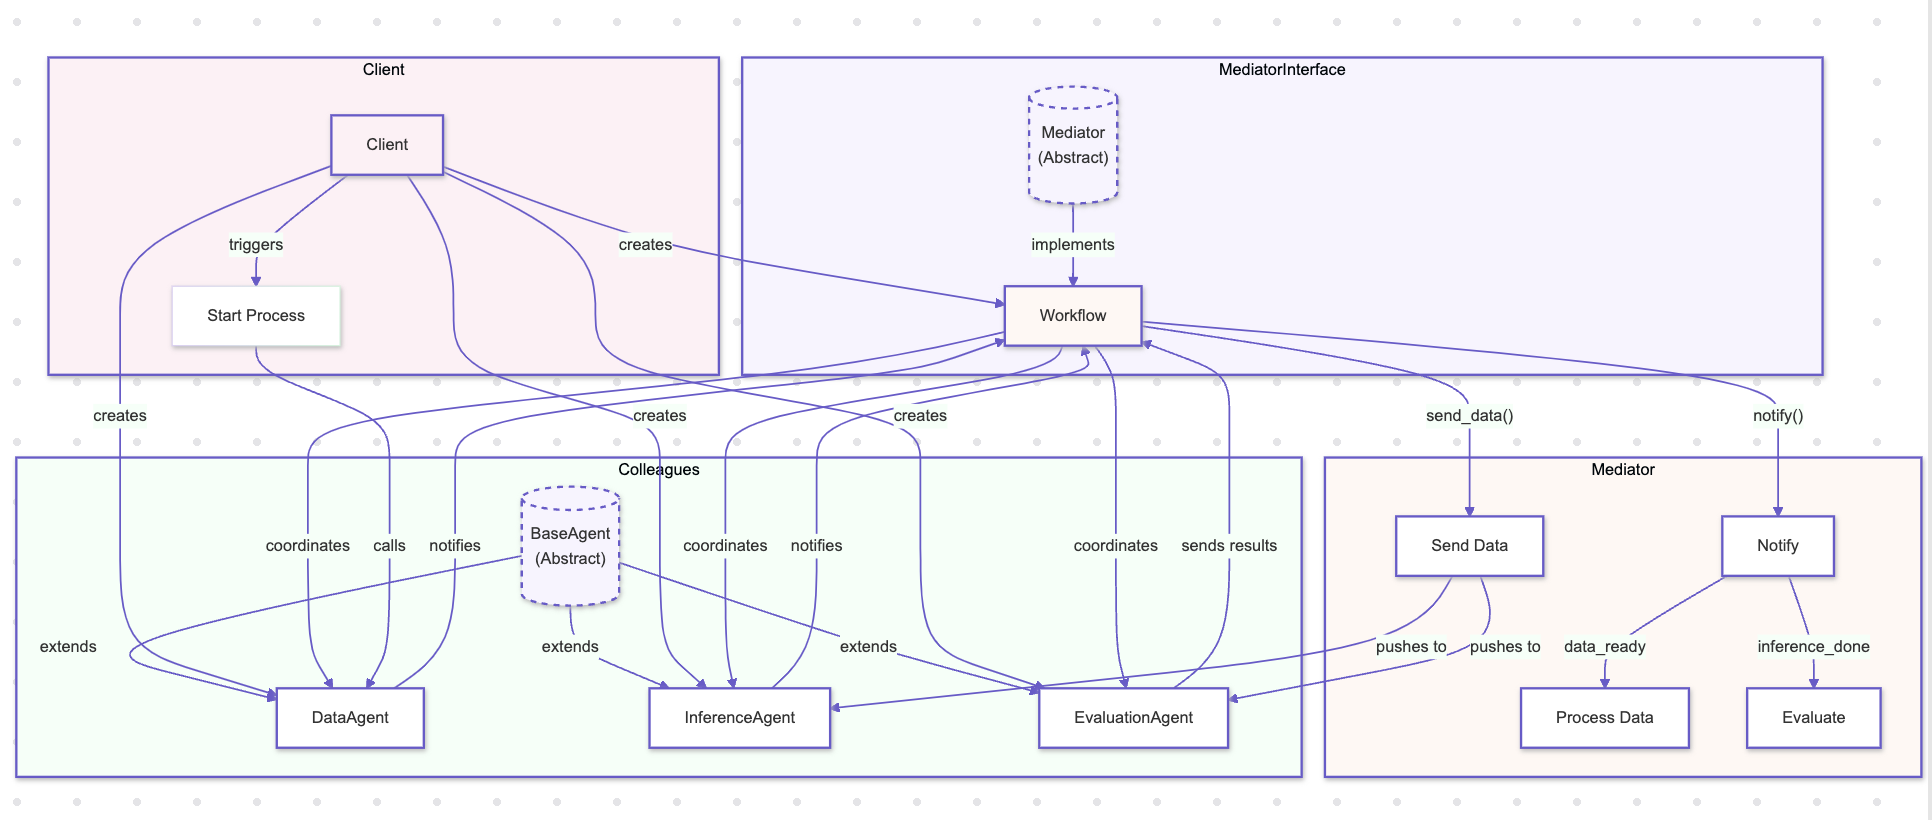 Client
MediatorInterface
Client
Mediator
(Abstract)
triggers
creates
implements
Start Process
Workflow
creates
creates
creates
send_data()
notify()
Colleagues
Mediator
BaseAgent
(Abstract)
coordinates
calls
notifies
coordinates
notifies
coordinates
sends results
Send Data
Notify
extends
extends
extends
pushes to
pushes to
data_ready
inference_done
DataAgent
InferenceAgent
EvaluationAgent
Process Data
Evaluate